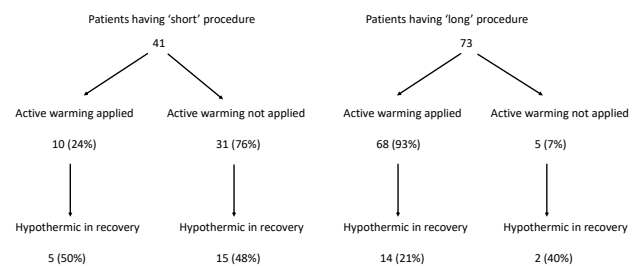 Patients having ‘short’ procedure Patients having ‘long’ procedure
41 73
Active warming applied Active warming not applied Active warming applied Active warming not applied
10 (24%) 31 (76%) 68 (93%) 5 (7%)
Hypothermic in recovery Hypothermic in recovery Hypothermic in recovery Hypothermic in recovery
5 (50%) 15 (48%) 14 (21%) 2 (40%)